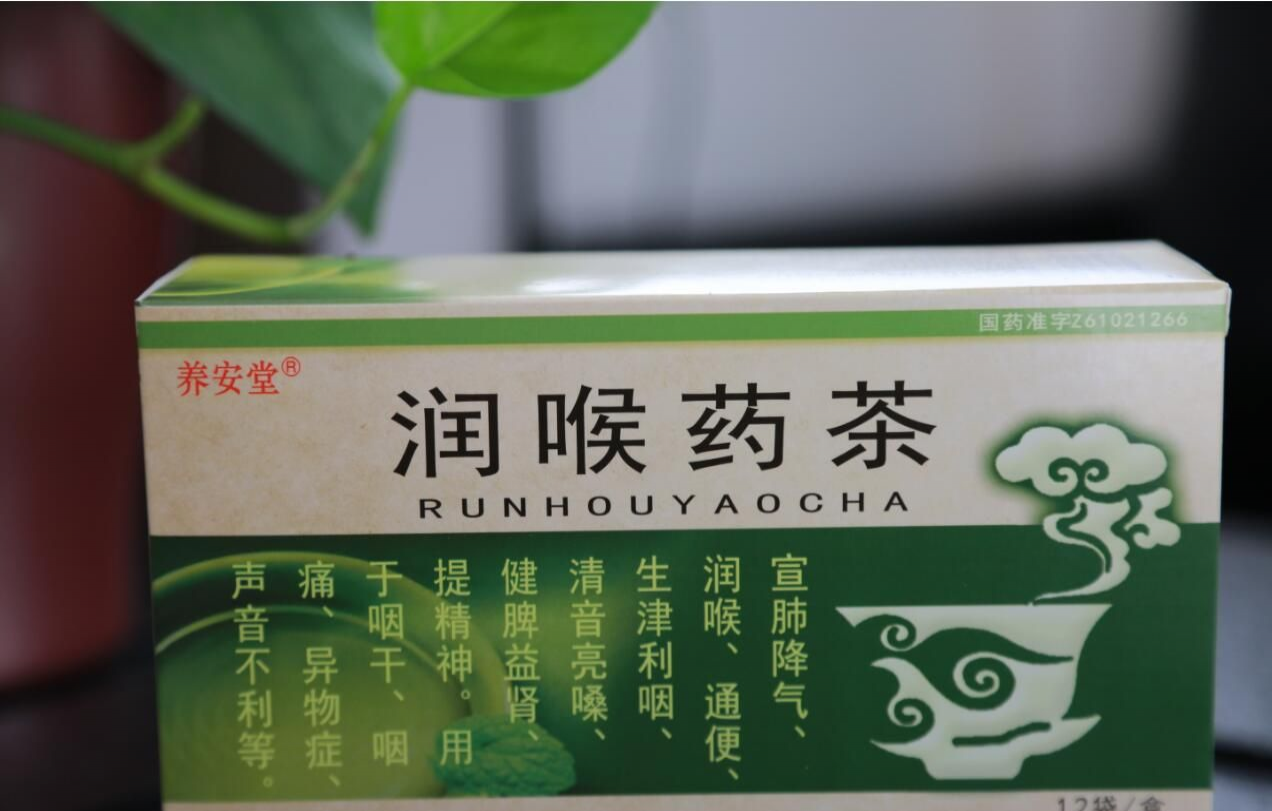 国药准字Z61021266
养安堂®
润喉药茶
RUNHOUYAOCHA
宣肺降气、
润喉、通便、
生津利咽、
清音亮嗓、
健脾益肾、
提精神。用
于咽干、咽
痛、异物症、
声音不利等。
12袋/盒